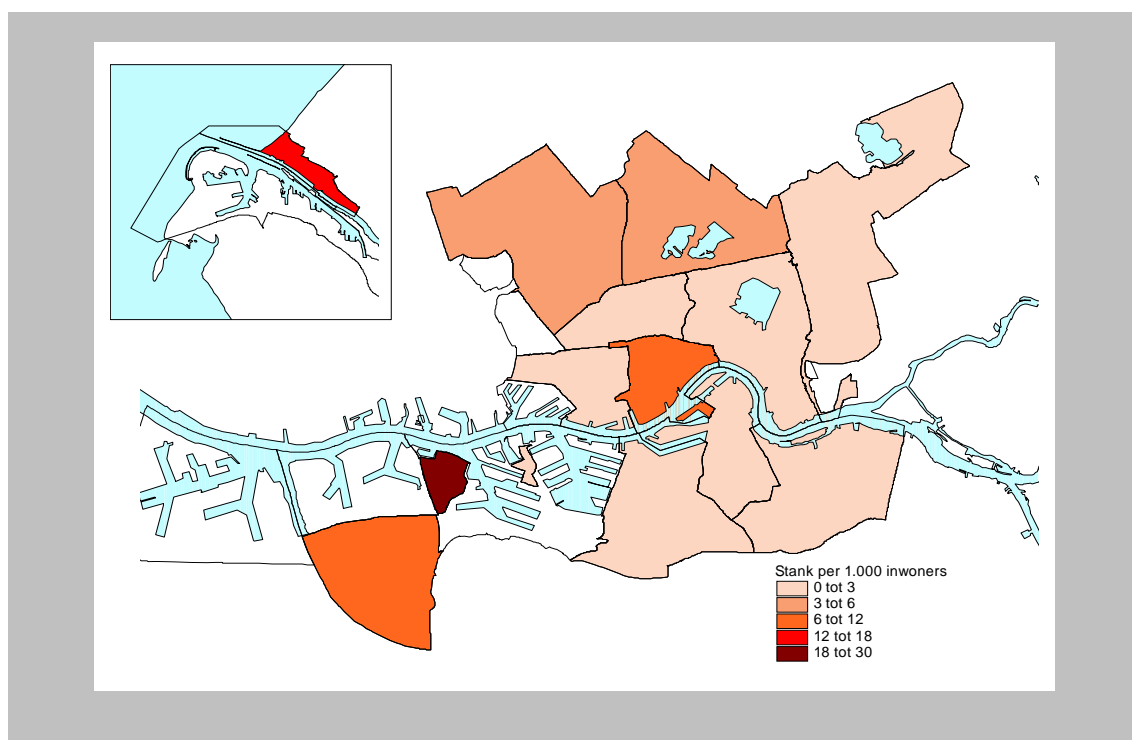 Stank per 1.000 inwoners
0 tot 3
3 tot 6
6 tot 12
12 tot 18
18 tot 30